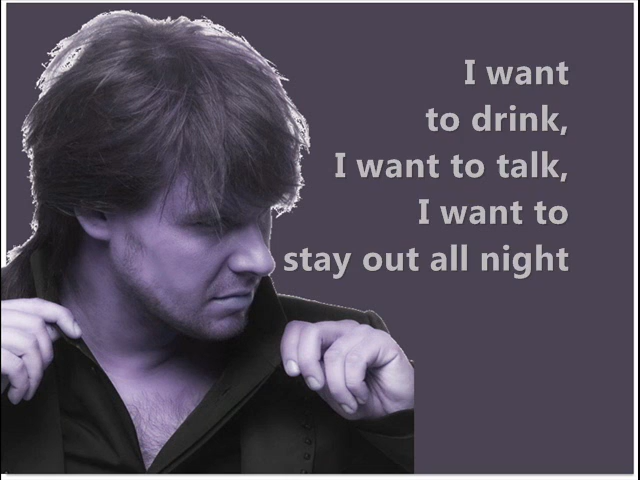 I want
to drink,
I want to talk,
I want to
stay out all night